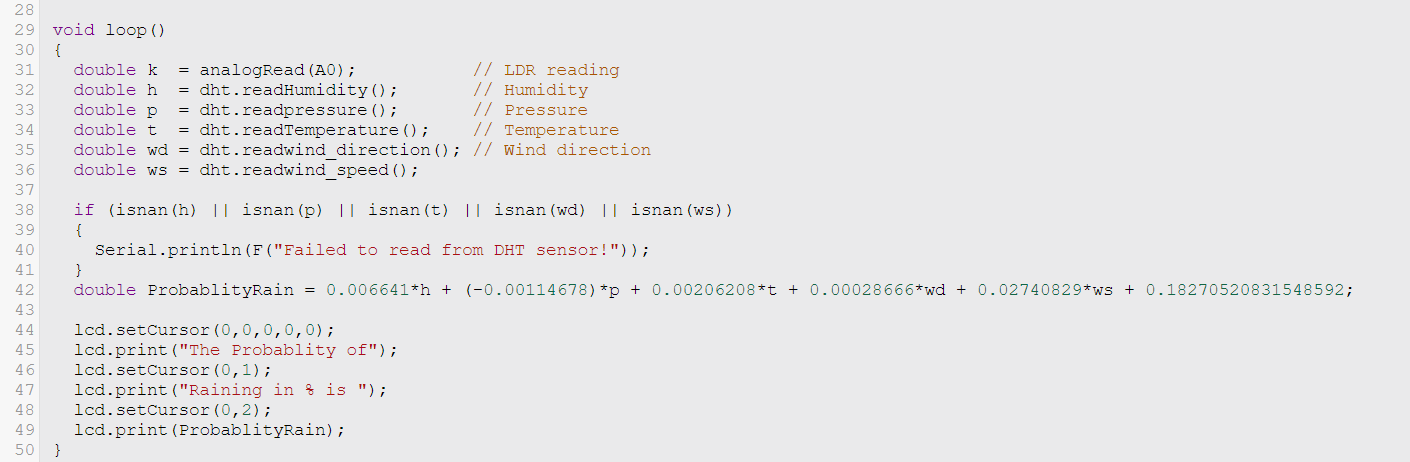 28
29 void loop()
30 {
31   double k  = analogRead(A0);           // LDR reading
32   double h  = dht.readHumidity();       // Humidity
33   double p  = dht.readpressure();       // Pressure
34   double t  = dht.readTemperature();    // Temperature
35   double wd = dht.readwind_direction(); // Wind direction
36   double ws = dht.readwind_speed();
37
38   if (isnan(h) || isnan(p) || isnan(t) || isnan(wd) || isnan(ws))
39   {
40     Serial.println(F("Failed to read from DHT sensor!"));
41   }
42   double ProbablityRain = 0.006641*h + (-0.00114678)*p + 0.00206208*t + 0.00028666*wd + 0.02740829*ws + 0.18270520831548592;
43
44   lcd.setCursor(0,0,0,0,0);
45   lcd.print("The Probablity of");
46   lcd.setCursor(0,1);
47   lcd.print("Raining in % is ");
48   lcd.setCursor(0,2);
49   lcd.print(ProbablityRain);
50 }